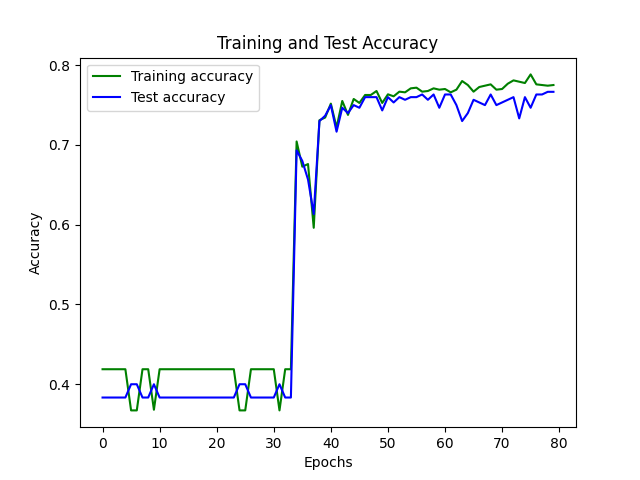 Training and Test Accuracy
Training accuracy
Test accuracy
Accuracy
0.8
0.7
0.6
0.5
0.4
0 10 20 30 40 50 60 70 80
Epochs